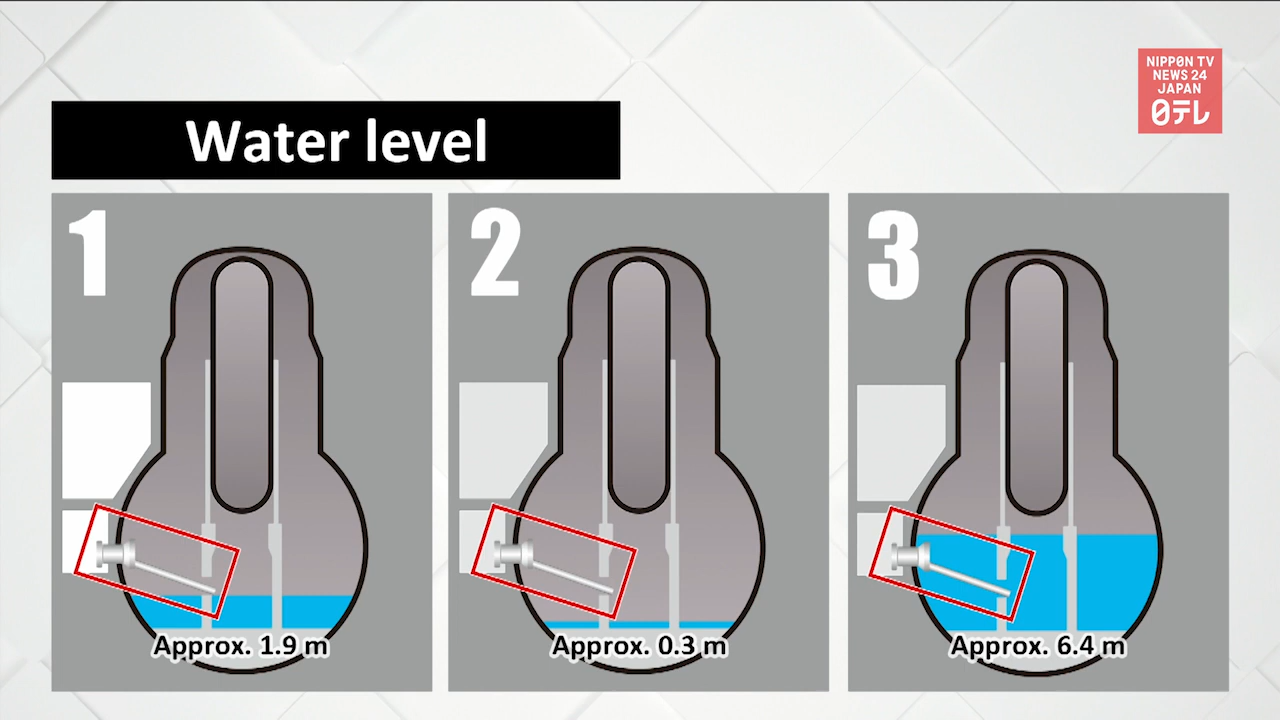 NIPPON TV
NEWS 24
JAPAN
日テレ
Water level
1
2
3
Approx. 1.9 m
Approx. 0.3 m
Approx. 6.4 m